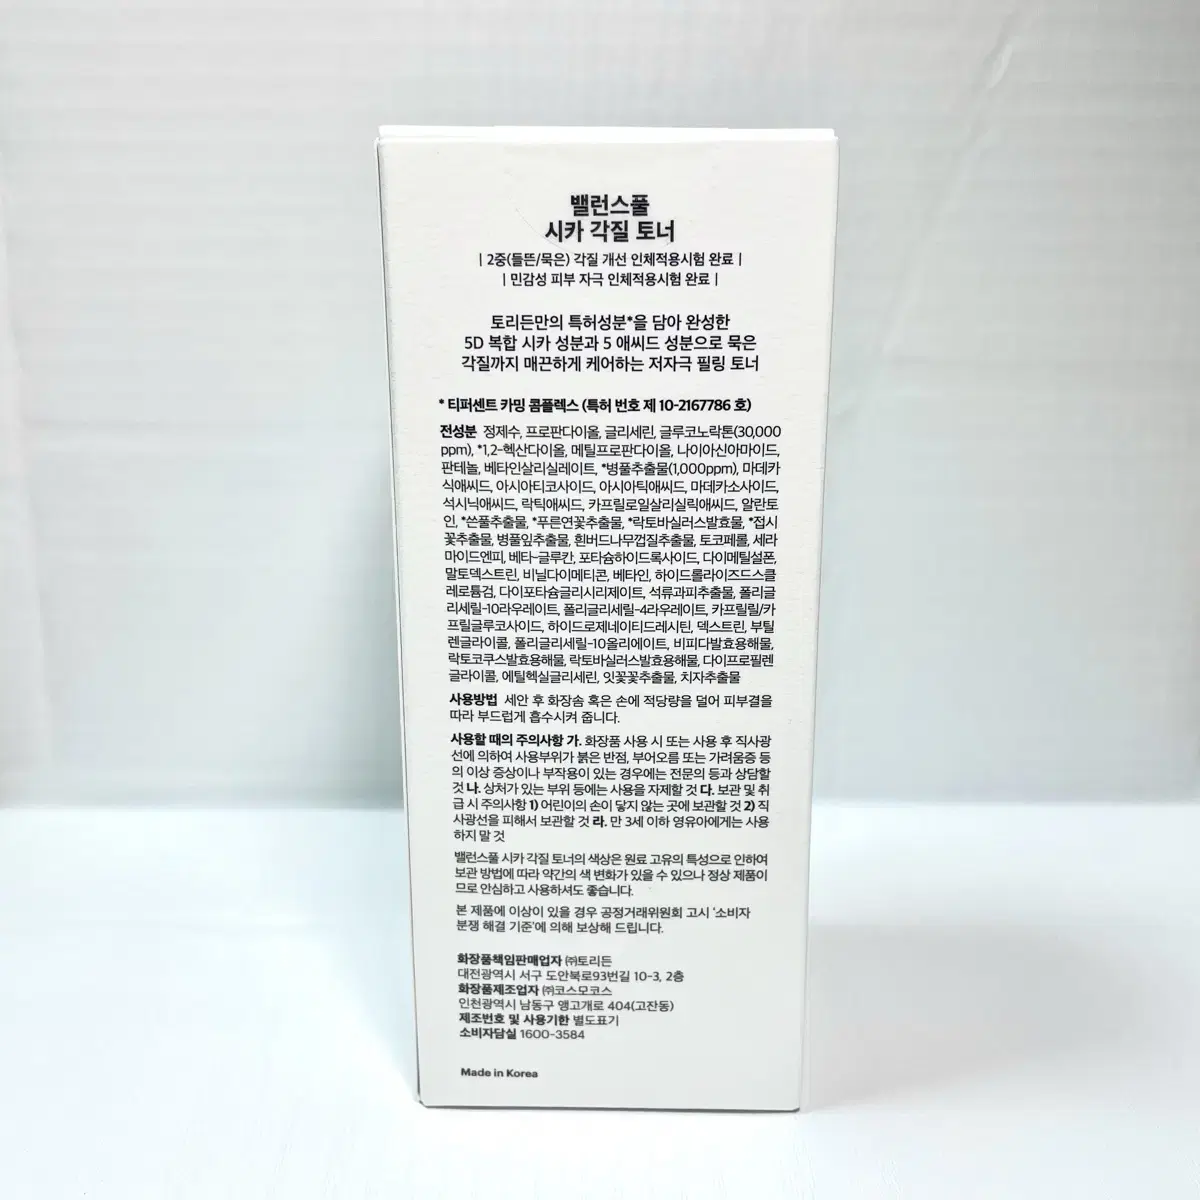 밸런스풀
시카 각질 토너
| 2중(들뜬/묵은) 각질 개선 인체적용시험 완료 |
| 민감성 피부 자극 인체적용시험 완료 |
토리든만의 특허성분*을 담아 완성한
5D 복합 시카 성분과 5 애씨드 성분으로 묵은
각질까지 매끈하게 케어하는 저자극 필링 토너
* 티퍼센트 카밍 콤플렉스 (특허 번호 제 10-2167786 호)
전성분 정제수, 프로판다이올, 글리세린, 글루코노락톤(30,000
ppm), *1,2-헥산다이올, 메틸프로판다이올, 나이아신아마이드,
판테놀, 베타인살리실레이트, *병풀추출물(1,000ppm), 마데카
식애씨드, 아시아티코사이드, 아시아틱애씨드, 마데카소사이드,
석시닉애씨드, 락틱애씨드, 카프릴로일살리실릭애씨드, 알란토
인, *쓴풀추출물, *푸른연꽃추출물, *락토바실러스발효물, *접시
꽃추출물, 병풀잎추출물, 흰버드나무껍질추출물, 토코페롤, 세라
마이드엔피, 베타-글루칸, 포타슘하이드록사이드, 다이메틸설폰,
말토덱스트린, 비닐다이메티콘, 베타인, 하이드롤라이즈드스클
레로튬검, 다이포타슘글리시리제이트, 석류과피추출물, 폴리글
리세릴-10라우레이트, 폴리글리세릴-4라우레이트, 카프릴릴/카
프릴글루코사이드, 하이드로제네이티드레시틴, 덱스트린, 부틸
렌글라이콜, 폴리글리세릴-10올리에이트, 비피다발효용해물,
락토코쿠스발효용해물, 락토바실러스발효용해물, 다이프로필렌
글라이콜, 에틸헥실글리세린, 잇꽃꽃추출물, 치자추출물
사용방법 세안 후 화장솜 혹은 손에 적당량을 덜어 피부결을
따라 부드럽게 흡수시켜 줍니다.
사용할 때의 주의사항 가. 화장품 사용 시 또는 사용 후 직사광
선에 의하여 사용부위가 붉은 반점, 부어오름 또는 가려움증 등
의 이상 증상이나 부작용이 있는 경우에는 전문의 등과 상담할
것 나. 상처가 있는 부위 등에는 사용을 자제할 것 다. 보관 및 취
급 시 주의사항 1) 어린이의 손이 닿지 않는 곳에 보관할 것 2) 직
사광선을 피해서 보관할 것 라. 만 3세 이하 영유아에게는 사용
하지 말 것
밸런스풀 시카 각질 토너의 색상은 원료 고유의 특성으로 인하여
보관 방법에 따라 약간의 색 변화가 있을 수 있으나 정상 제품이
므로 안심하고 사용하셔도 좋습니다.
본 제품에 이상이 있을 경우 공정거래위원회 고시 '소비자
분쟁 해결 기준'에 의해 보상해 드립니다.
화장품책임판매업자 ㈜토리든
대전광역시 서구 도안북로93번길 10-3, 2층
화장품제조업자 ㈜코스모코스
인천광역시 남동구 앵고개로 404(고잔동)
제조번호 및 사용기한 별도표기
소비자담실 1600-3584
Made in Korea